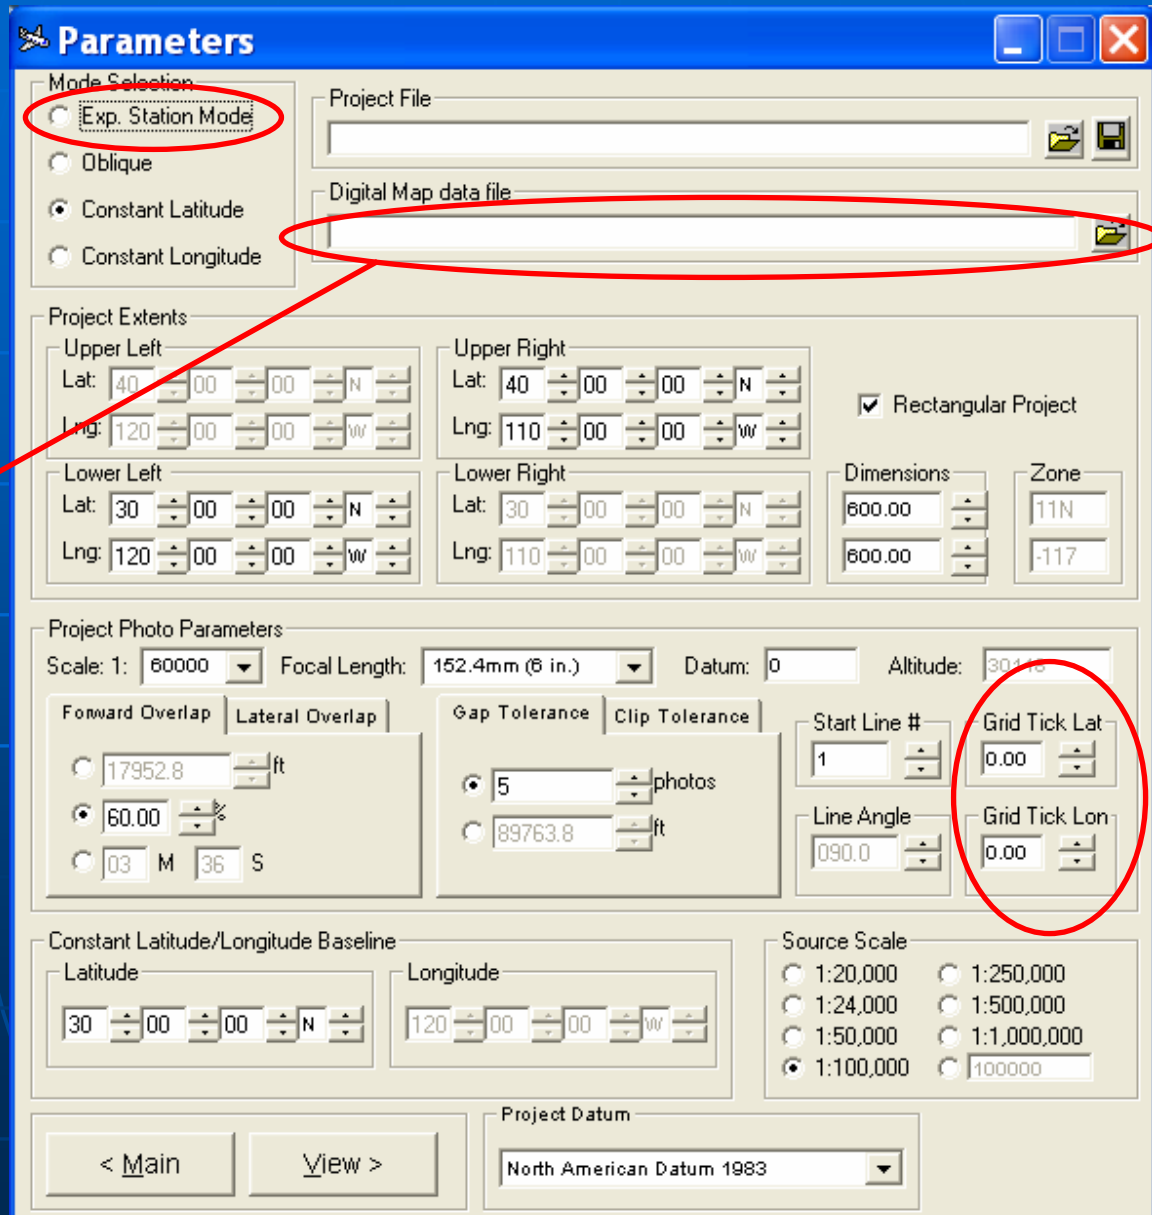 Parameters
Mode Selection
Exp. Station Mode
Oblique
Constant Latitude
Constant Longitude
Project File
Digital Map data file
Project Extents
Upper Left
Lat: 40 00 00 N
Lng: 120 00 00 W
Upper Right
Lat: 40 00 00 N
Lng: 110 00 00 W
Rectangular Project
Lower Left
Lat: 30 00 00 N
Lng: 120 00 00 W
Lower Right
Lat: 30 00 00 N
Lng: 110 00 00 W
Dimensions
600.00
600.00
Zone
11N
-117
Project Photo Parameters
Scale: 1: 60000 Focal Length: 152.4mm (6 in.) Datum: 0 Altitude:
Forward Overlap Lateral Overlap
17952.8 ft
60.00 %
03 M 36 S
Gap Tolerance Clip Tolerance
5 photos
89763.8 ft
Start Line #
1
Line Angle
090.0
Grid Tick Lat
0.00
Grid Tick Lon
0.00
Constant Latitude/Longitude Baseline
Latitude
30 00 00 N
Longitude
120 00 00 W
Source Scale
1:20,000 1:250,000
1:24,000 1:500,000
1:50,000 1:1,000,000
1:100,000 100000
< Main View >
Project Datum
North American Datum 1983